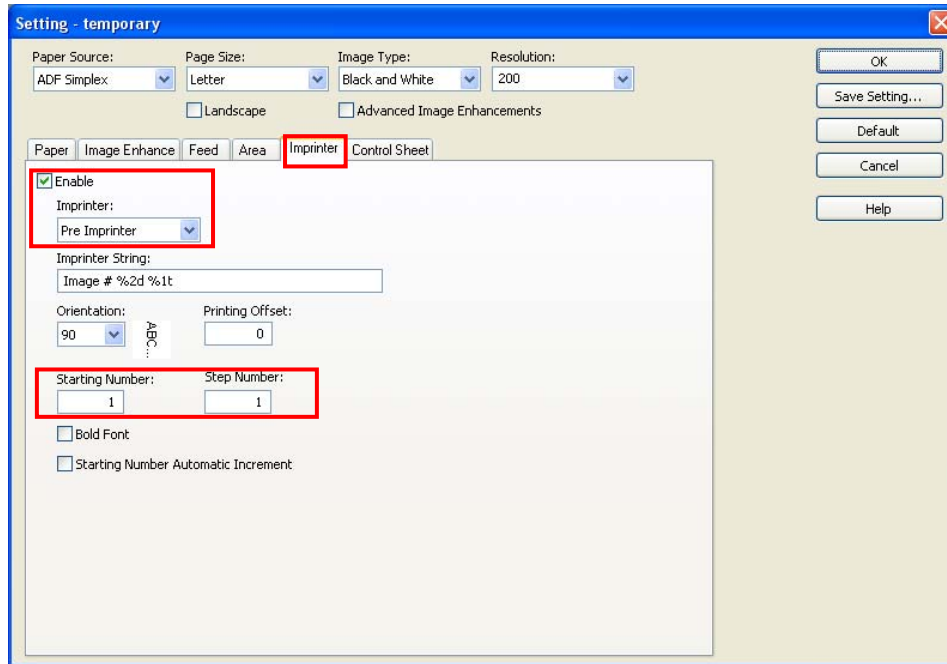 Setting - temporary
Paper Source: Page Size: Image Type: Resolution:
ADF Simplex Letter Black and White 200
Landscape Advanced Image Enhancements
OK
Save Setting...
Default
Cancel
Help
Paper Image Enhance Feed Area Imprinter Control Sheet
Enable
Imprinter:
Pre Imprinter
Imprinter String:
Image # %2d %1t
Orientation: Printing Offset:
90 ABC... 0
Starting Number: Step Number:
1 1
Bold Font
Starting Number Automatic Increment